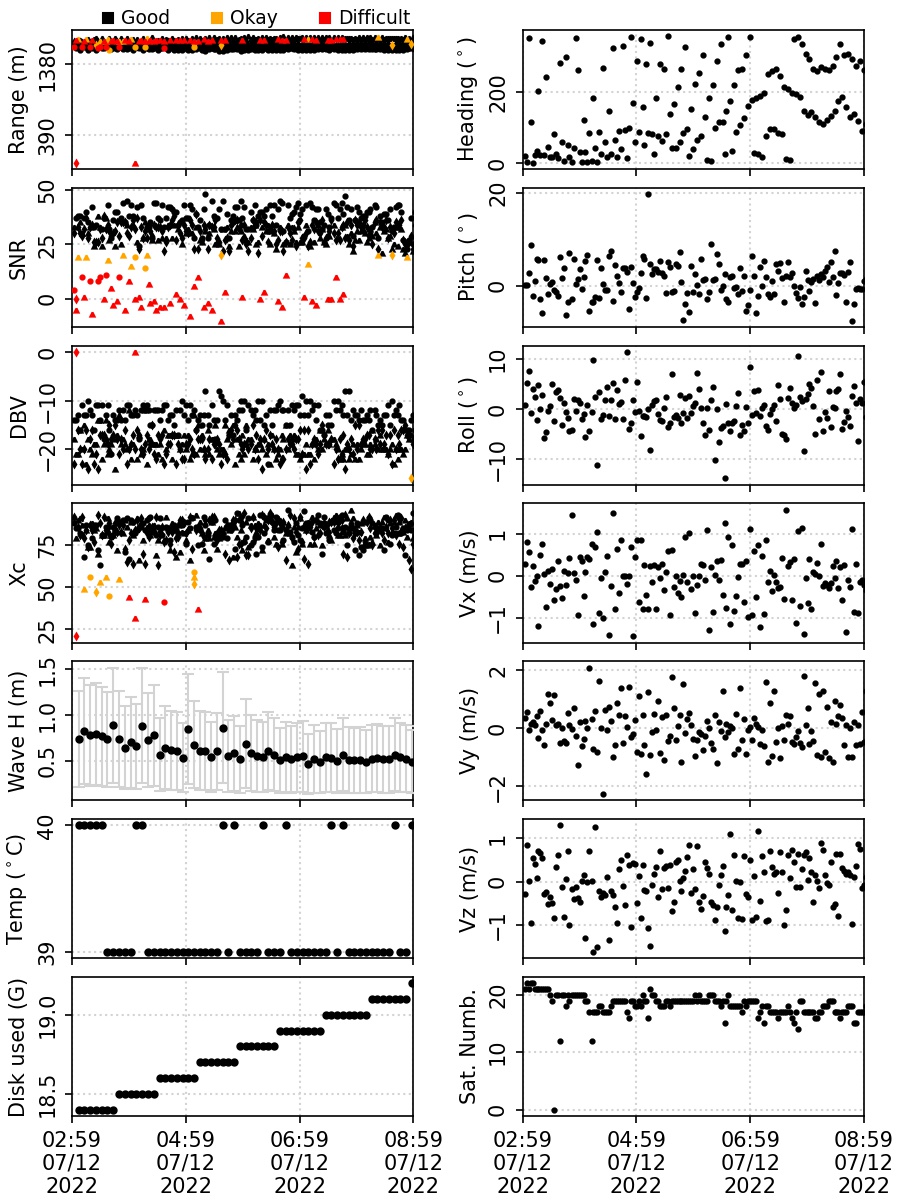 Good Okay Difficult
Range (m)
1380
390
SNR
50
25
0
DBV
0
−10
−20
Xc
75
50
25
Wave H (m)
1.5
1.0
0.5
Temp (°C)
40
39
Disk used (G)
19.0
18.5
02:59 04:59 06:59 08:59
07/12 07/12 07/12 07/12
2022 2022 2022 2022
Heading (°)
200
0
Pitch (°)
20
0
Roll (°)
10
0
−10
Vx (m/s)
1
0
−1
Vy (m/s)
2
0
−2
Vz (m/s)
1
0
−1
Sat. Numb.
20
10
0
02:59 04:59 06:59 08:59
07/12 07/12 07/12 07/12
2022 2022 2022 2022